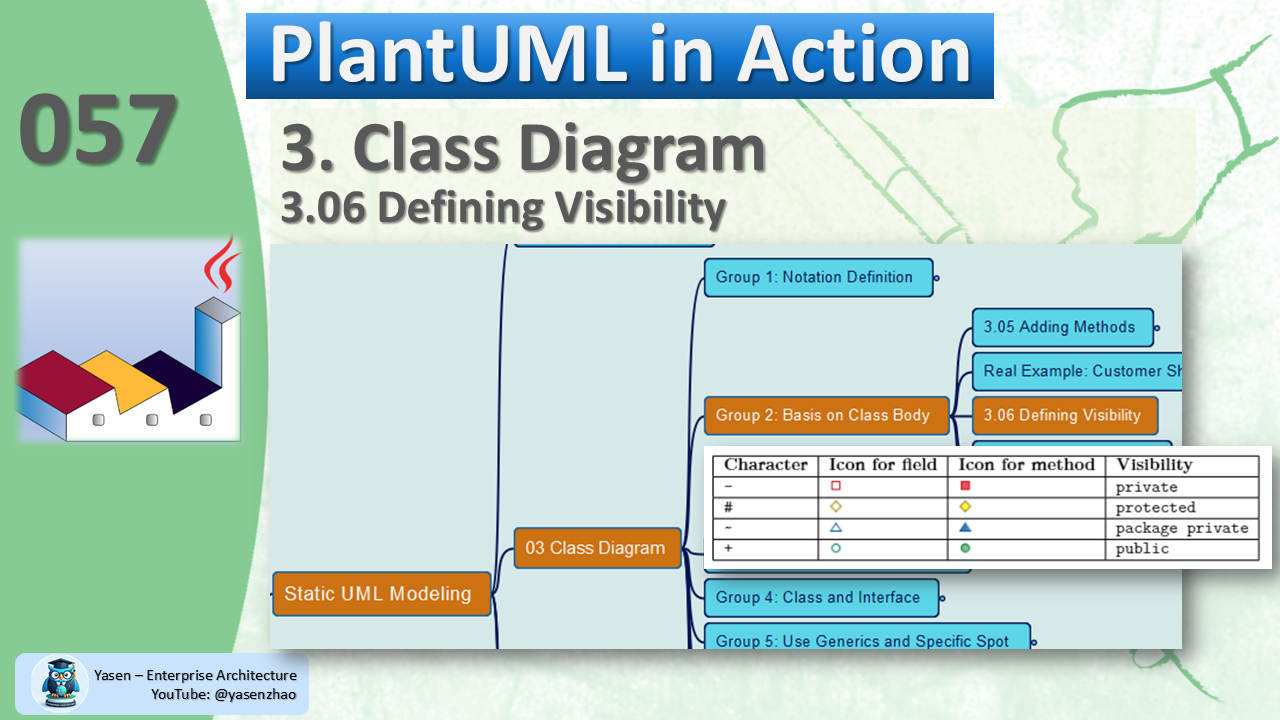 PlantUML in Action
057
3. Class Diagram
3.06 Defining Visibility
Group 1: Notation Definition
3.05 Adding Methods
Real Example: Customer Sh
Group 2: Basis on Class Body
3.06 Defining Visibility
Character Icon for field Icon for method Visibility
– private
# protected
~ package private
+ public
03 Class Diagram
Static UML Modeling
Group 4: Class and Interface
Group 5: Use Generics and Specific Spot
Yasen – Enterprise Architecture
YouTube: @yasenzhao